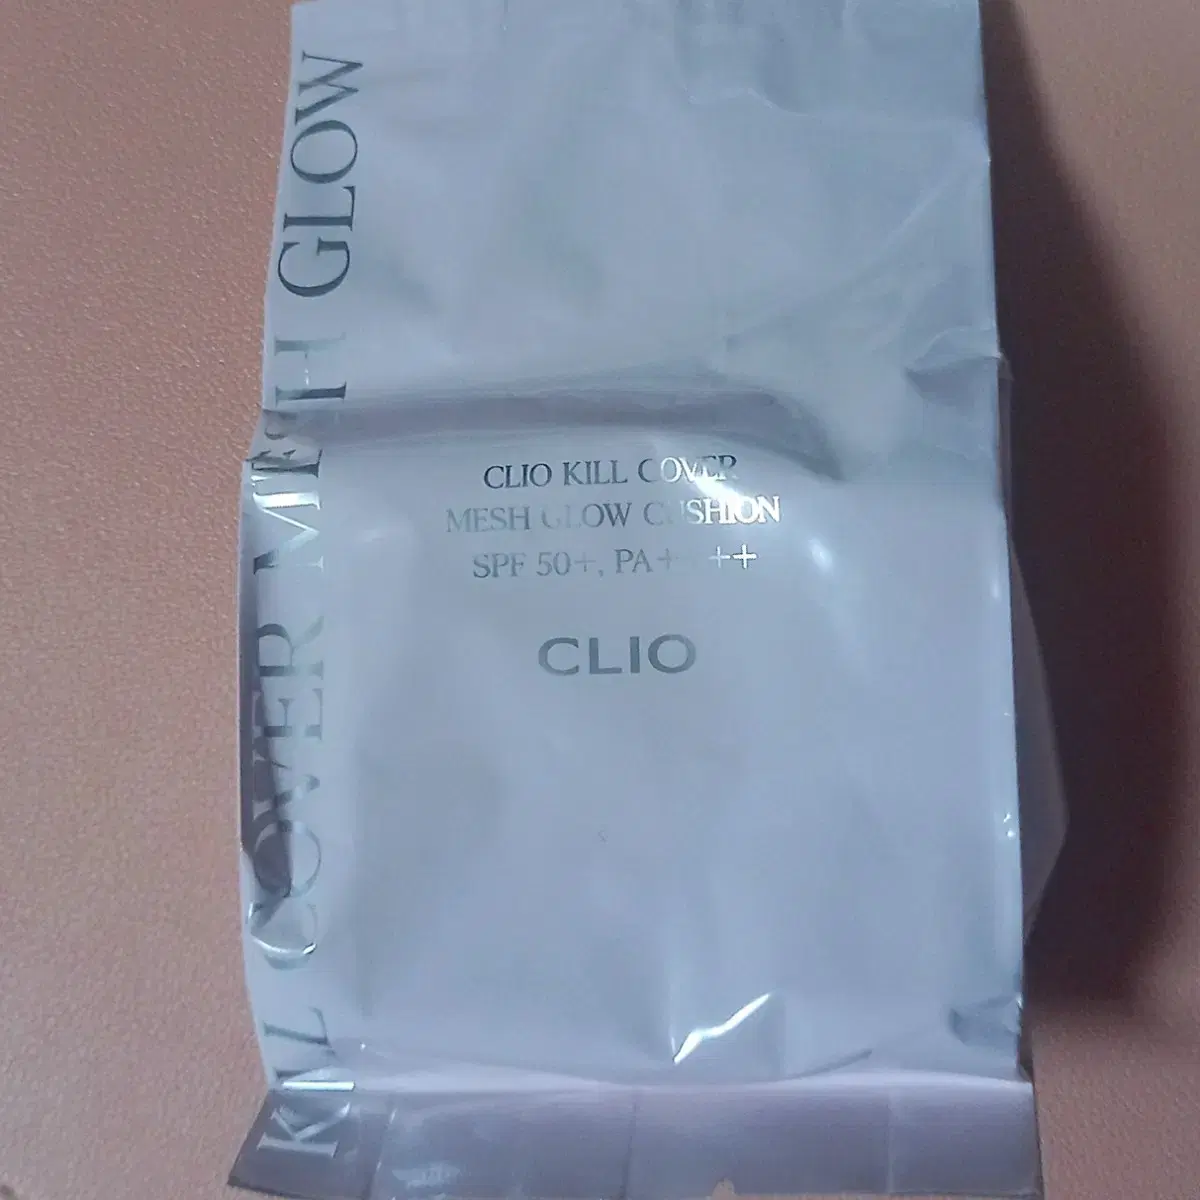 KILL COVER MESH GLOW
CLIO KILL COVER
MESH GLOW CUSHION
SPF 50+, PA++++
CLIO